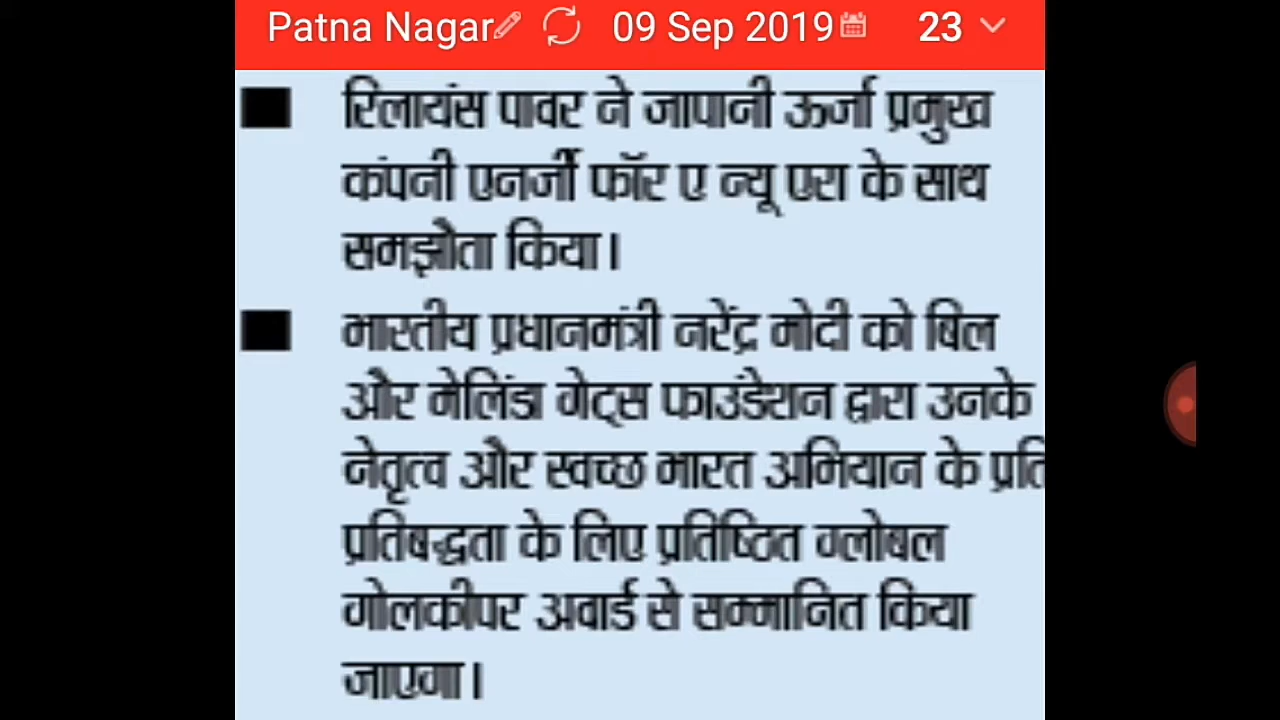 Patna Nagar 09 Sep 2019 23
रिलायंस पावर ने जापानी ऊर्जा प्रमुख
कंपनी एनर्जी फॉर ए न्यू एरा के साथ
समझौता किया।
भारतीय प्रधानमंत्री नरेंद्र मोदी को बिल
और मेलिंडा गेट्स फाउंडेशन द्वारा उनके
नेतृत्व और स्वच्छ भारत अभियान के प्रति
प्रतिबद्धता के लिए प्रतिष्ठित ग्लोबल
गोलकीपर अवार्ड से सम्मानित किया
जाएगा।